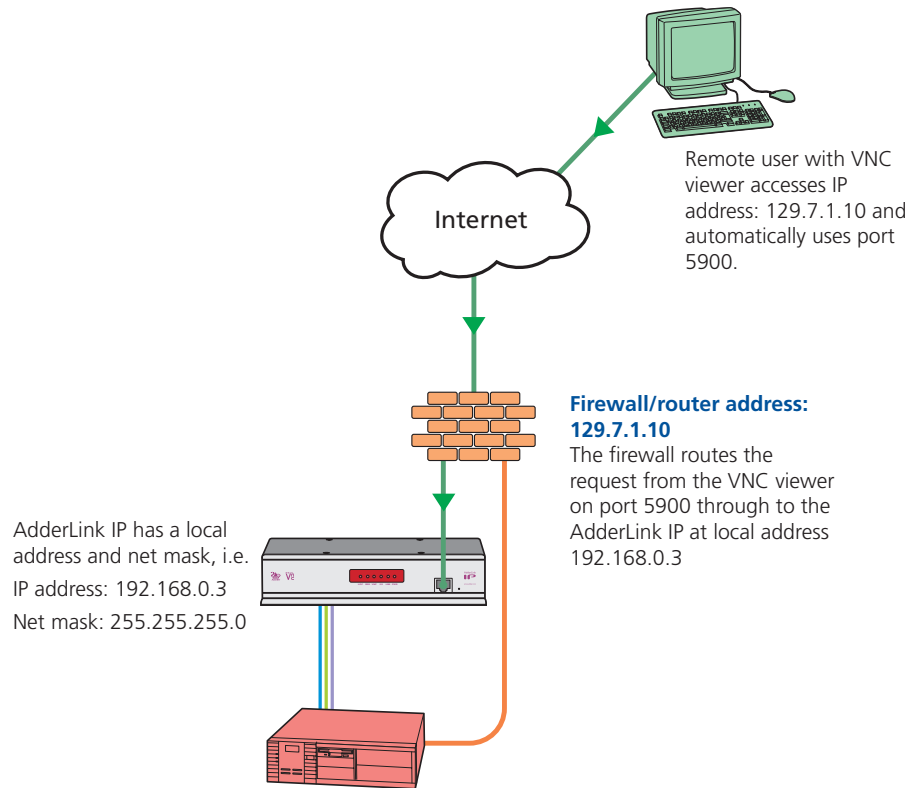 Remote user with VNC
viewer accesses IP
address: 129.7.1.10 and
automatically uses port
5900.
Internet
Firewall/router address:
129.7.1.10
The firewall routes the
request from the VNC viewer
on port 5900 through to the
AdderLink IP at local address
192.168.0.3
AdderLink IP has a local
address and net mask, i.e.
IP address: 192.168.0.3
Net mask: 255.255.255.0
IP